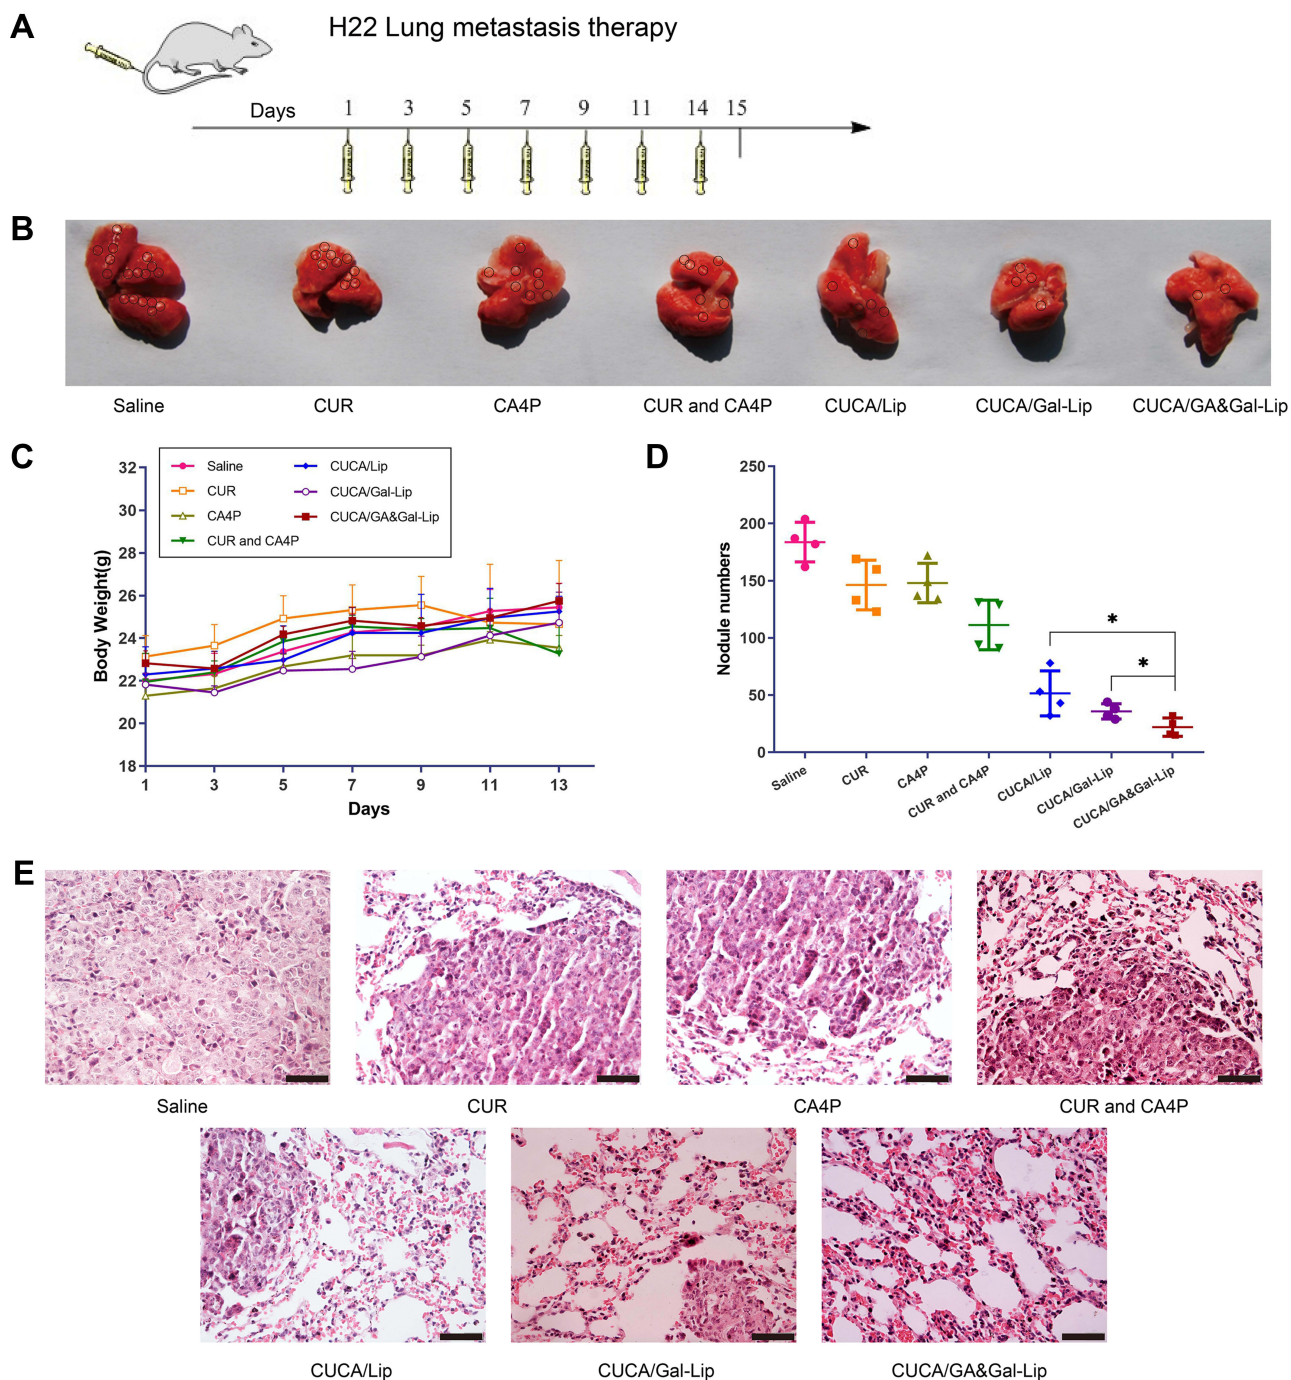 A
H22 Lung metastasis therapy
Days 1 3 5 7 9 11 14 15
B
Saline CUR CA4P CUR and CA4P CUCA/Lip CUCA/Gal-Lip CUCA/GA&Gal-Lip
C
Saline
CUR
CA4P
CUR and CA4P
CUCA/Lip
CUCA/Gal-Lip
CUCA/GA&Gal-Lip
Body Weight(g)
32
30
28
26
24
22
20
18
1 3 5 7 9 11 13
Days
D
Nodule numbers
250
200
150
100
50
0
* 
*
Saline
CUR
CA4P
CUR and CA4P
CUCA/Lip
CUCA/Gal-Lip
CUCA/GA&Gal-Lip
E
Saline CUR CA4P CUR and CA4P
CUCA/Lip CUCA/Gal-Lip CUCA/GA&Gal-Lip